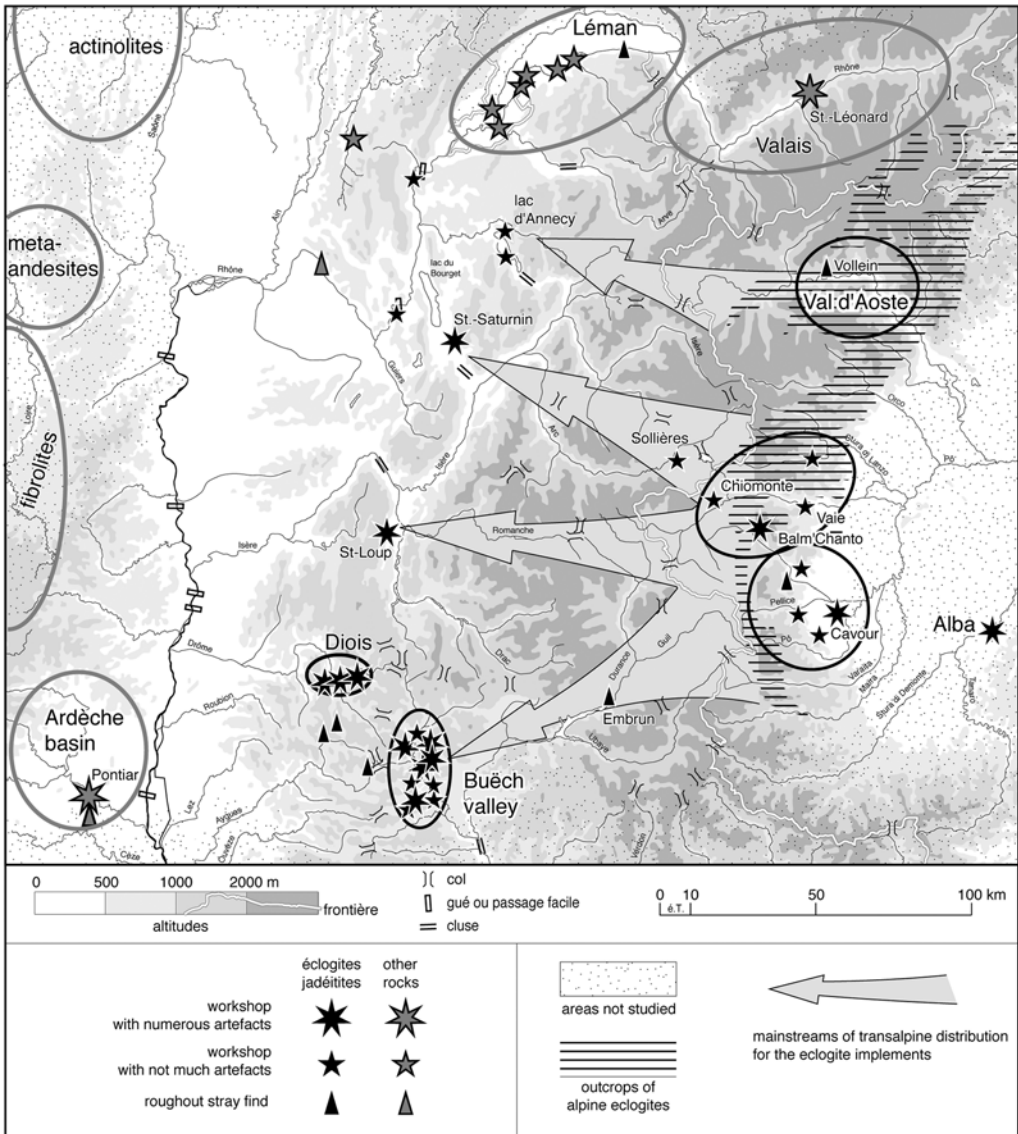 actinolites
Léman
Rhône
St.-Léonard
Valais
Saône
Ain
lac
d'Annecy
Arve
meta-
andesites
Rhône
lac du
Bourget
Vollein
Val d'Aoste
St.-Saturnin
Guiers
Isère
Orco
Loire
fibrolites
Isère
Arc
Sollières
Stura di Lanzo
Pô
Chiomonte
Vaie
Balm'Chanto
Romanche
Isère
St-Loup
Pellice
Cavour
Pô
Alba
Drôme
Diois
Drac
Guil
Durance
Varaita
Maira
Stura di Demonte
Tanaro
Roubion
Embrun
Ubaye
Ardèche
basin
Pontiar
Buëch
valley
Lez
Aygues
Ouvèze
Cèze
Verdon
0 500 1000 2000 m
frontière
altitudes
col
gué ou passage facile
cluse
0 10 50 100 km
é.T.
éclogites
jadéitites
other
rocks
workshop
with numerous artefacts
workshop
with not much artefacts
roughout stray find
areas not studied
outcrops of
alpine eclogites
mainstreams of transalpine distribution
for the eclogite implements